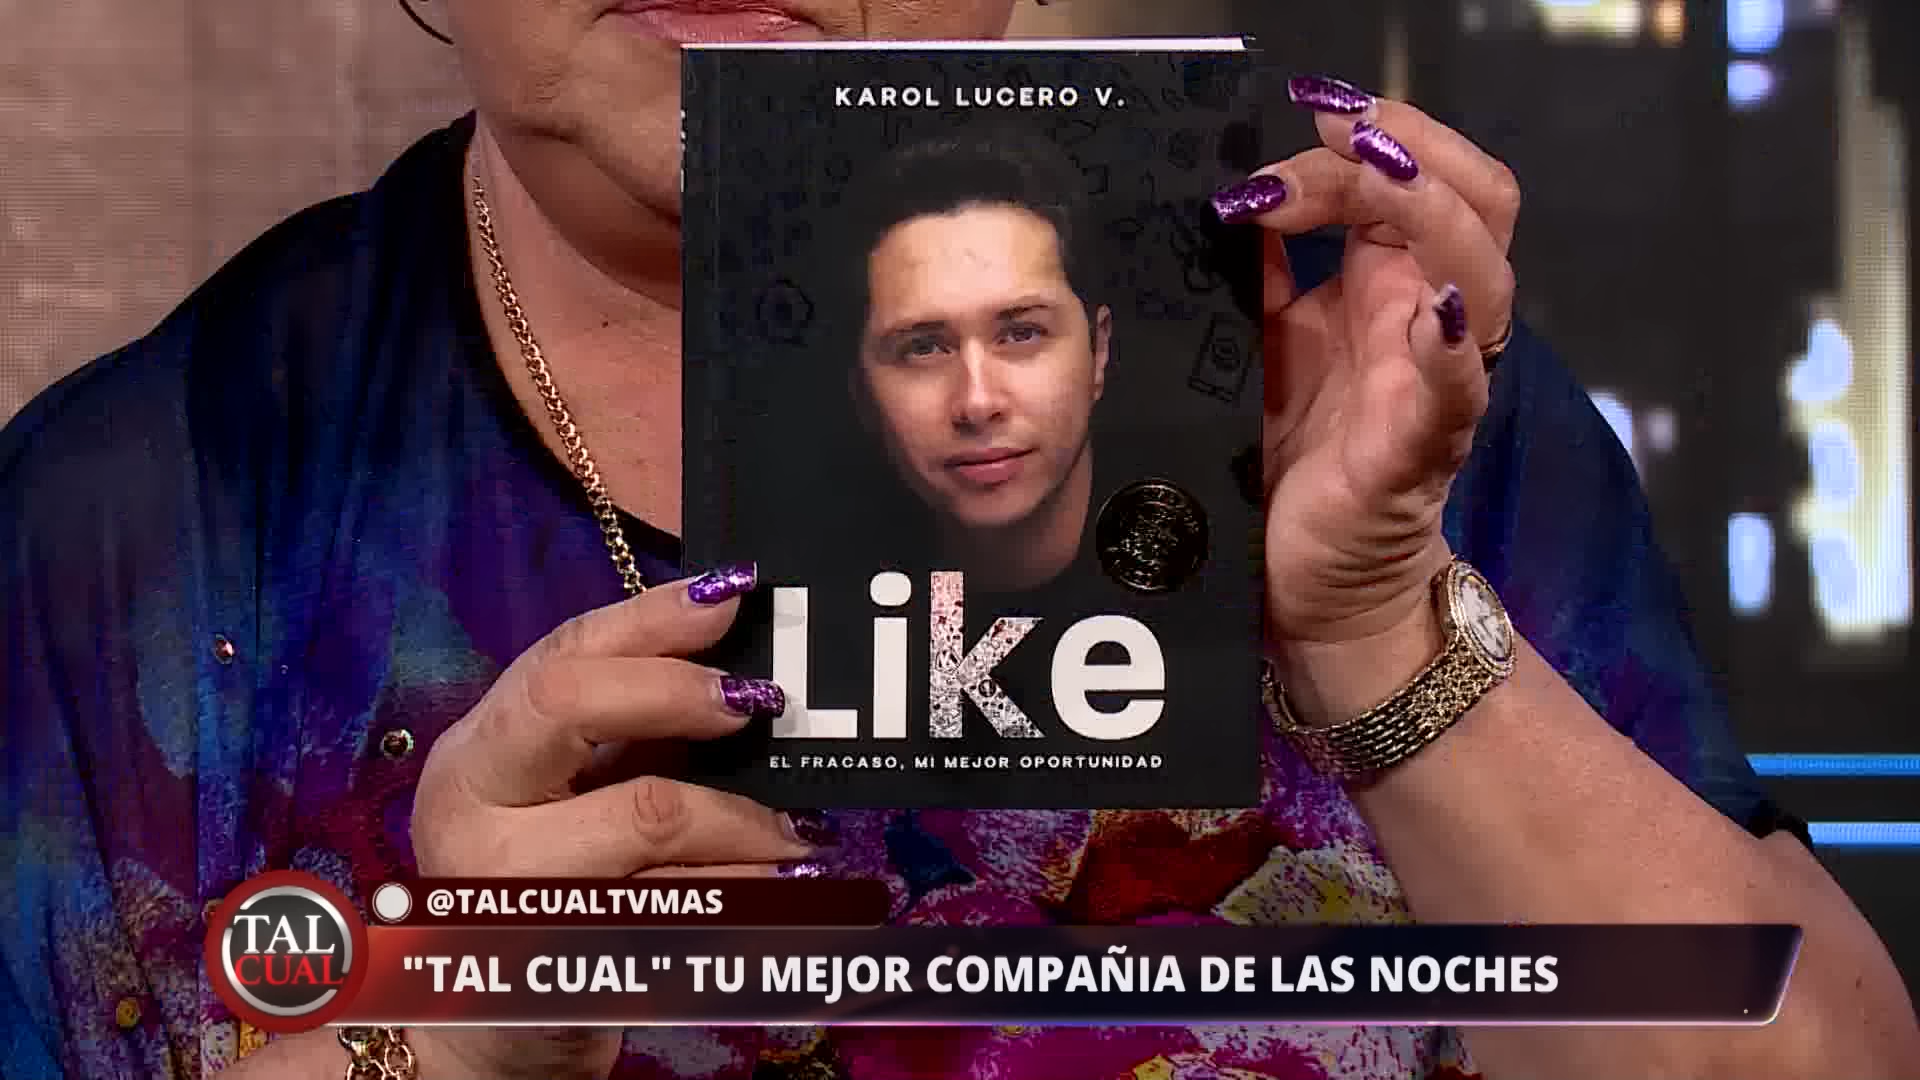 KAROL LUCERO V.
Like
EL FRACASO, MI MEJOR OPORTUNIDAD
@TALCUALTVMAS
TAL
CUAL
"TAL CUAL" TU MEJOR COMPAÑIA DE LAS NOCHES